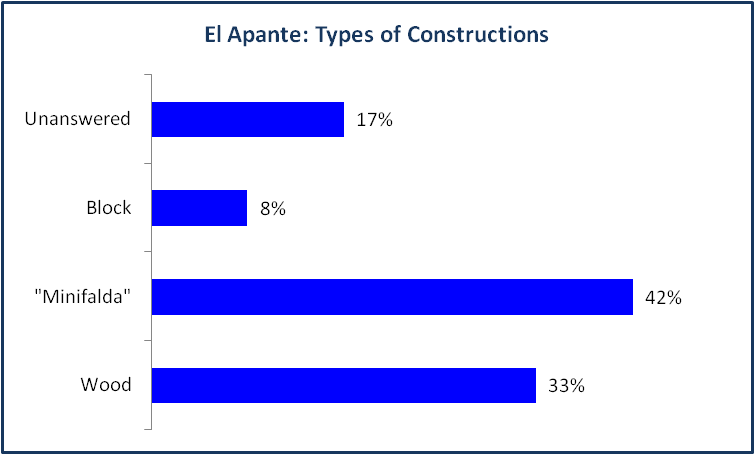 El Apante: Types of Constructions
Unanswered 17%
Block 8%
"Minifalda" 42%
Wood 33%